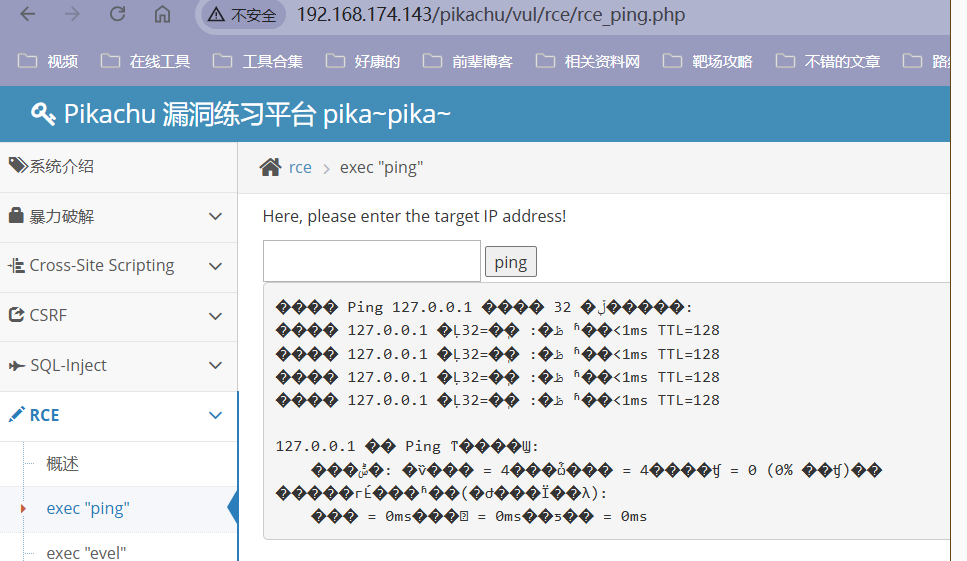 不安全 192.168.174.143/pikachu/vul/rce/rce_ping.php
视频 在线工具 工具合集 好康的 前辈博客 相关资料网 靶场攻略 不错的文章
Pikachu 漏洞练习平台 pika~pika~
系统介绍
暴力破解
Cross-Site Scripting
CSRF
SQL-Inject
RCE
概述
exec "ping"
exec "evel"
rce > exec "ping"
Here, please enter the target IP address!
ping
���� Ping 127.0.0.1 ���� 32
���� 127.0.0.1 <1ms TTL=128
���� 127.0.0.1 <1ms TTL=128
���� 127.0.0.1 <1ms TTL=128
���� 127.0.0.1 <1ms TTL=128
127.0.0.1 �� Ping
= 4 = 4 = 0 (0%
= 0ms = 0ms = 0ms